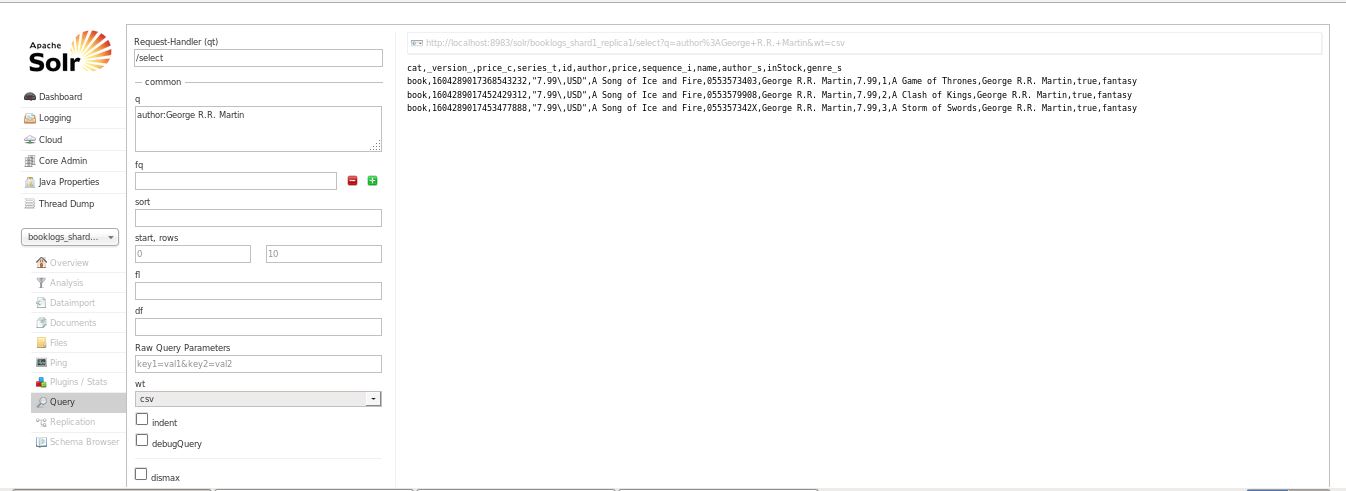 Apache
Solr
Dashboard
Logging
Cloud
Core Admin
Java Properties
Thread Dump
booklogs_shard...
Overview
Analysis
Dataimport
Documents
Files
Ping
Plugins / Stats
Query
Replication
Schema Browser
Request-Handler (qt)
/select
common
q
author:George R.R. Martin
fq
sort
start, rows
0 10
fl
df
Raw Query Parameters
key1=val1&key2=val2
wt
csv
indent
debugQuery
dismax
http://localhost:8983/solr/booklogs_shard1_replica1/select?q=author%3AGeorge+R.R.+Martin&wt=csv
cat,_version_,price_c,series_t,id,author,price,sequence_i,name,author_s,inStock,genre_s
book,1604289017368543232,"7.99\,USD",A Song of Ice and Fire,0553573403,George R.R. Martin,7.99,1,A Game of Thrones,George R.R. Martin,true,fantasy
book,1604289017452429312,"7.99\,USD",A Song of Ice and Fire,0553579908,George R.R. Martin,7.99,2,A Clash of Kings,George R.R. Martin,true,fantasy
book,1604289017453477888,"7.99\,USD",A Song of Ice and Fire,055357342X,George R.R. Martin,7.99,3,A Storm of Swords,George R.R. Martin,true,fantasy